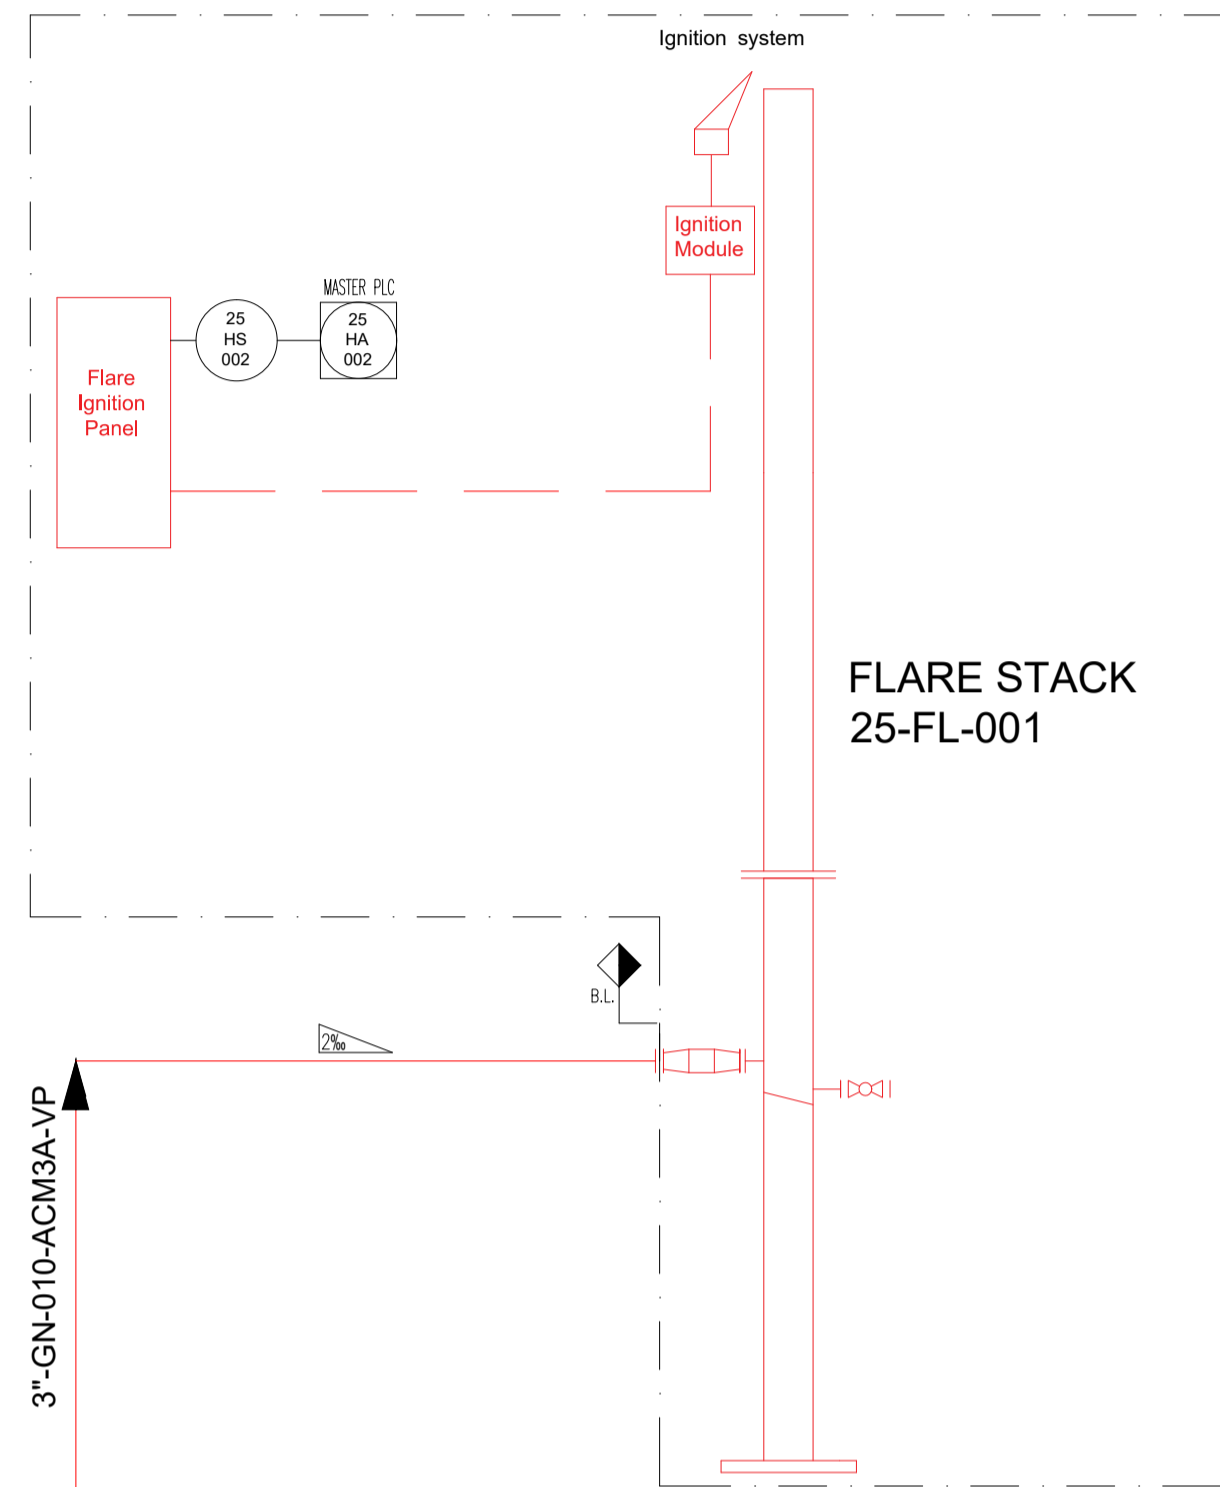 Ignition system
Ignition
Module
MASTER PLC
25
HS
002
25
HA
002
Flare
Ignition
Panel
FLARE STACK
25-FL-001
B.L.
2‰
3"-GN-010-ACM3A-VP